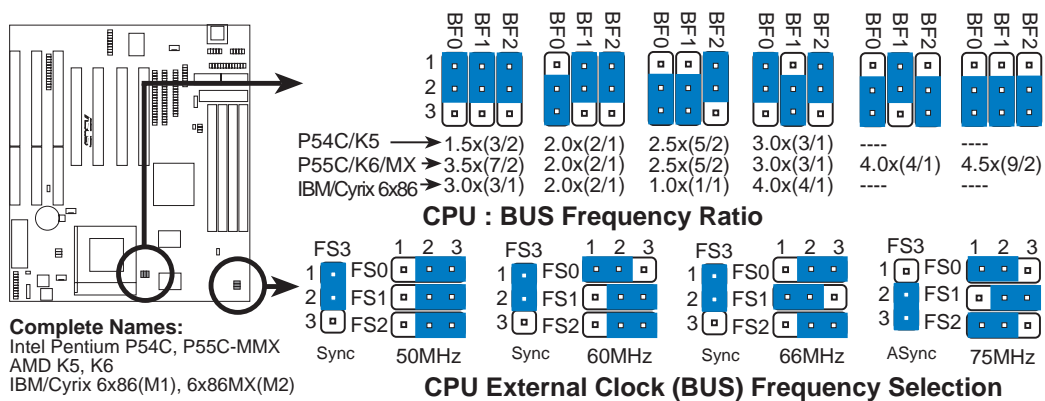 BF0 BF1 BF2 BF0 BF1 BF2 BF0 BF1 BF2 BF0 BF1 BF2 BF0 BF1 BF2 BF0 BF1 BF2
1
2
3
P54C/K5 1.5x(3/2) 2.0x(2/1) 2.5x(5/2) 3.0x(3/1) ---- ----
P55C/K6/MX 3.5x(7/2) 2.0x(2/1) 2.5x(5/2) 3.0x(3/1) 4.0x(4/1) 4.5x(9/2)
IBM/Cyrix 6x86 3.0x(3/1) 2.0x(2/1) 1.0x(1/1) 4.0x(4/1) ---- ----
CPU : BUS Frequency Ratio
FS3 1 2 3 FS3 1 2 3 FS3 1 2 3 FS3 1 2 3
1 FS0 1 FS0 1 FS0 1 FS0
2 FS1 2 FS1 2 FS1 2 FS1
3 FS2 3 FS2 3 FS2 3 FS2
Sync 50MHz Sync 60MHz Sync 66MHz ASync 75MHz
CPU External Clock (BUS) Frequency Selection
ASUS
Complete Names:
Intel Pentium P54C, P55C-MMX
AMD K5, K6
IBM/Cyrix 6x86(M1), 6x86MX(M2)